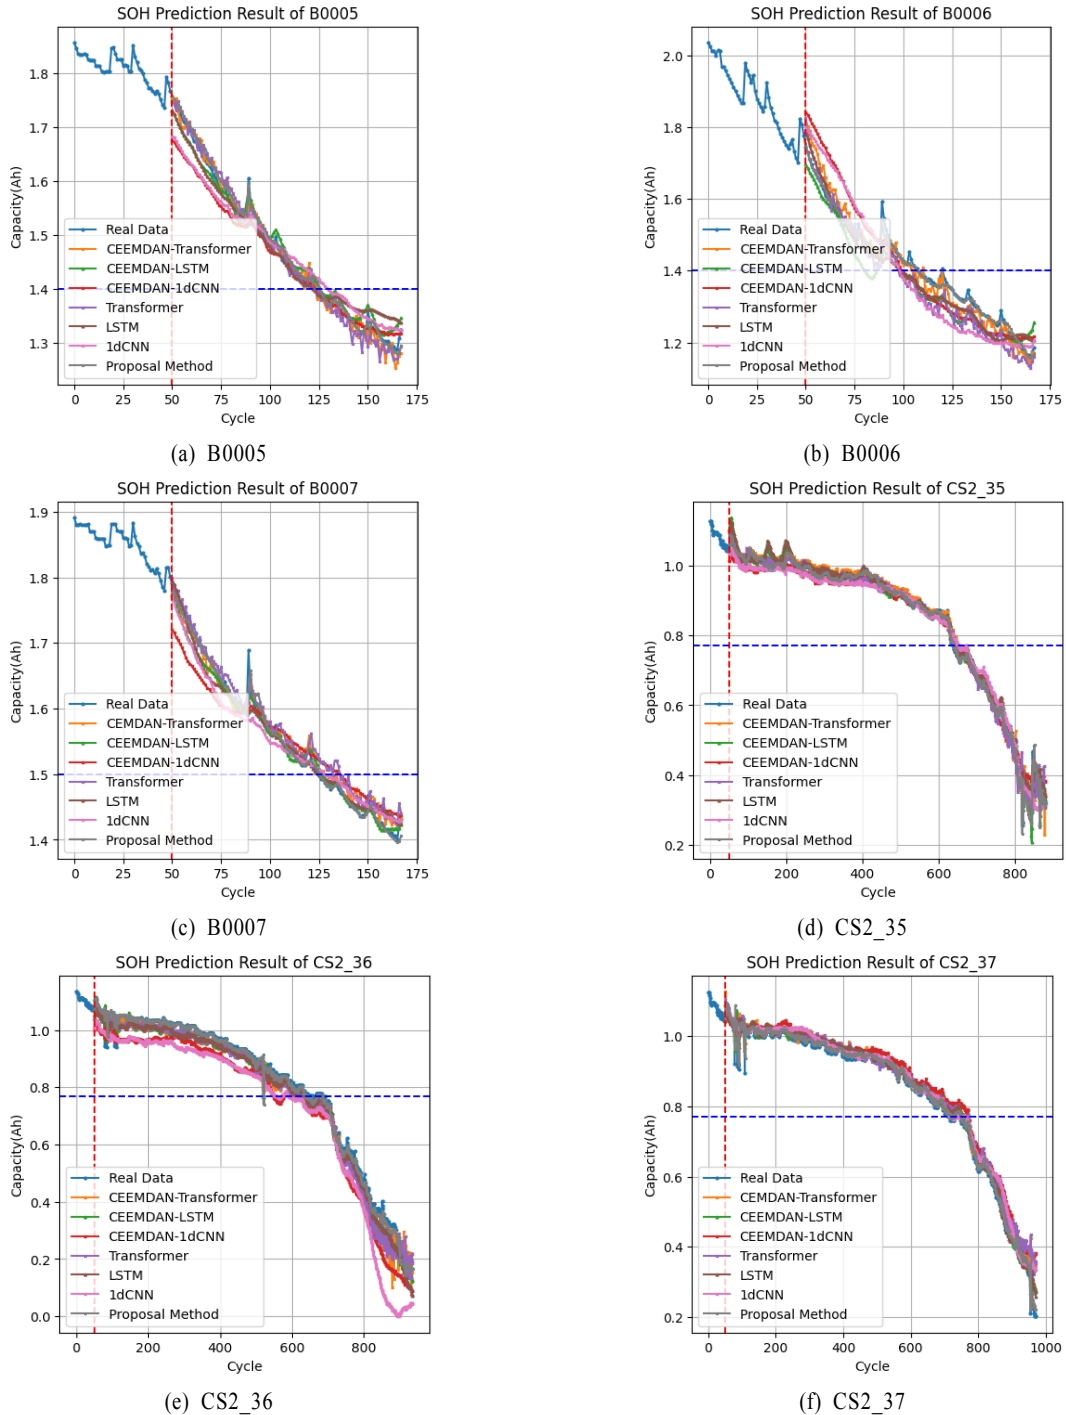 SOH Prediction Result of B0005
Capacity(Ah)
1.8
1.7
1.6
1.5
1.4
1.3
Real Data
CEEMDAN-Transformer
CEEMDAN-LSTM
CEEMDAN-1dCNN
Transformer
LSTM
1dCNN
Proposal Method
0 25 50 75 100 125 150 175
Cycle
(a) B0005
SOH Prediction Result of B0006
Capacity(Ah)
2.0
1.8
1.6
1.4
1.2
Real Data
CEEMDAN-Transformer
CEEMDAN-LSTM
CEEMDAN-1dCNN
Transformer
LSTM
1dCNN
Proposal Method
0 25 50 75 100 125 150 175
Cycle
(b) B0006
SOH Prediction Result of B0007
Capacity(Ah)
1.9
1.8
1.7
1.6
1.5
1.4
Real Data
CEMDAN-Transformer
CEEMDAN-LSTM
CEEMDAN-1dCNN
Transformer
LSTM
1dCNN
Proposal Method
0 25 50 75 100 125 150 175
Cycle
(c) B0007
SOH Prediction Result of CS2_35
Capacity(Ah)
1.0
0.8
0.6
0.4
0.2
Real Data
CEEMDAN-Transformer
CEEMDAN-LSTM
CEEMDAN-1dCNN
Transformer
LSTM
1dCNN
Proposal Method
0 200 400 600 800
Cycle
(d) CS2_35
SOH Prediction Result of CS2_36
Capacity(Ah)
1.0
0.8
0.6
0.4
0.2
0.0
Real Data
CEEMDAN-Transformer
CEEMDAN-LSTM
CEEMDAN-1dCNN
Transformer
LSTM
1dCNN
Proposal Method
0 200 400 600 800
Cycle
(e) CS2_36
SOH Prediction Result of CS2_37
Capacity(Ah)
1.0
0.8
0.6
0.4
0.2
Real Data
CEMDAN-Transformer
CEEMDAN-LSTM
CEEMDAN-1dCNN
Transformer
LSTM
1dCNN
Proposal Method
0 200 400 600 800 1000
Cycle
(f) CS2_37